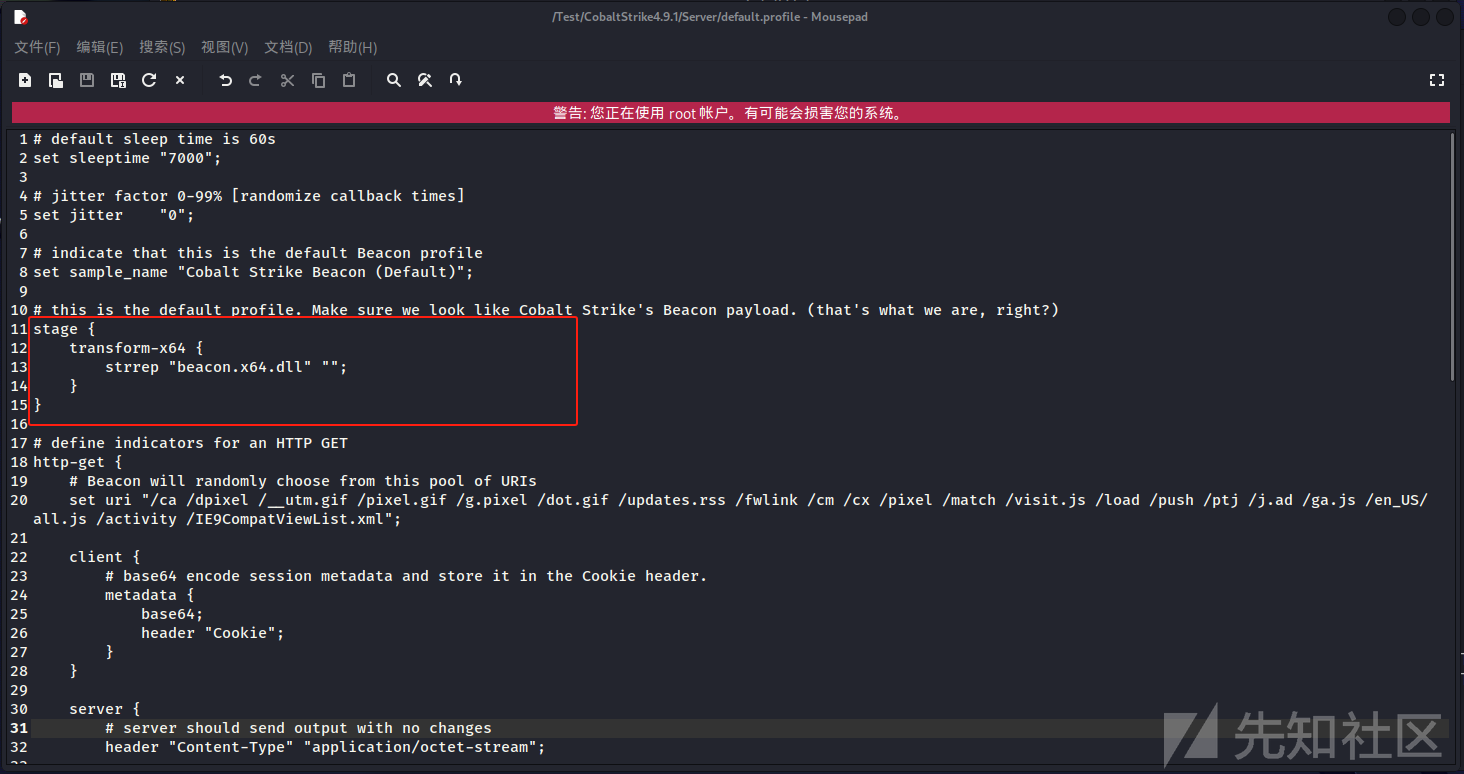 /Test/CobaltStrike4.9.1/Server/default.profile - Mousepad
文件(F) 编辑(E) 搜索(S) 视图(V) 文档(D) 帮助(H)
警告: 您正在使用 root 帐户。有可能会损害您的系统。
1 # default sleep time is 60s
2 set sleeptime "7000";
3
4 # jitter factor 0-99% [randomize callback times]
5 set jitter    "0";
6
7 # indicate that this is the default Beacon profile
8 set sample_name "Cobalt Strike Beacon (Default)";
9
10 # this is the default profile. Make sure we look like Cobalt Strike's Beacon payload. (that's what we are, right?)
11 stage {
12     transform-x64 {
13         strrep "beacon.x64.dll" "";
14     }
15 }
16
17 # define indicators for an HTTP GET
18 http-get {
19     # Beacon will randomly choose from this pool of URIs
20     set uri "/ca /dpixel /__utm.gif /pixel.gif /g.pixel /dot.gif /updates.rss /fwlink /cm /cx /pixel /match /visit.js /load /push /ptj /j.ad /ga.js /en_US/
all.js /activity /IE9CompatViewList.xml";
21
22     client {
23         # base64 encode session metadata and store it in the Cookie header.
24         metadata {
25             base64;
26             header "Cookie";
27         }
28     }
29
30     server {
31         # server should send output with no changes
32         header "Content-Type" "application/octet-stream";
先知社区